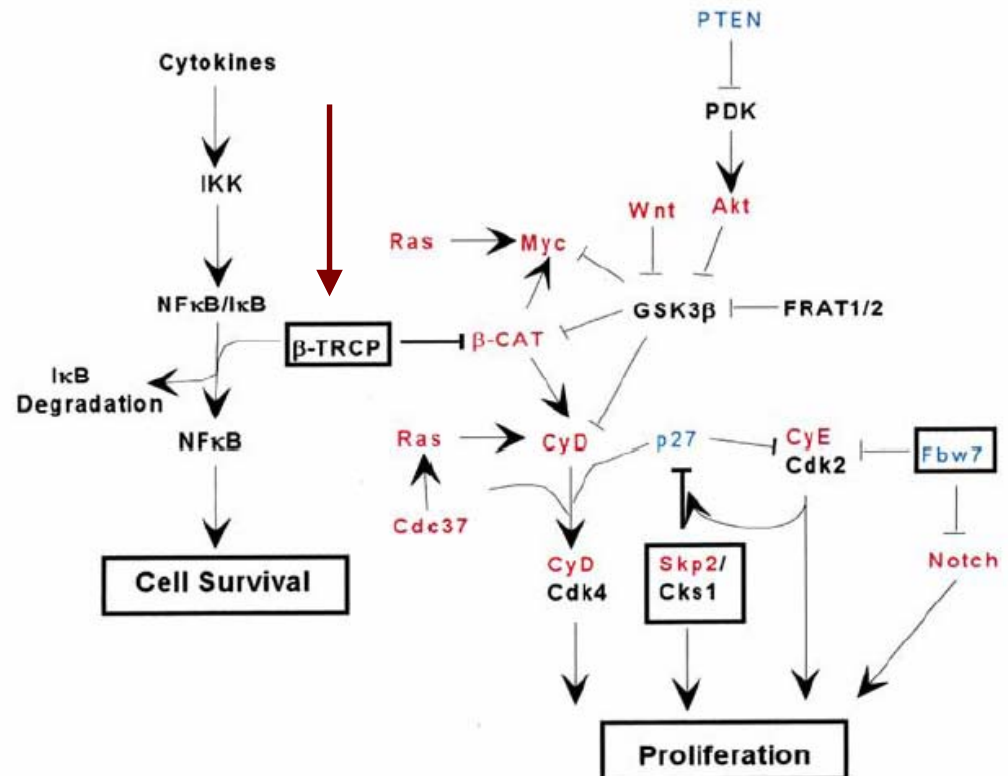 PTEN
Cytokines
PDK
IKK
Wnt
Akt
Ras
Myc
NFκB/IκB
GSK3β
FRAT1/2
β-TRCP
β-CAT
IκB
Degradation
NFκB
Ras
CyD
p27
CyE
Cdk2
Fbw7
Cdc37
CyD
Cdk4
Skp2/
Cks1
Notch
Cell Survival
Proliferation